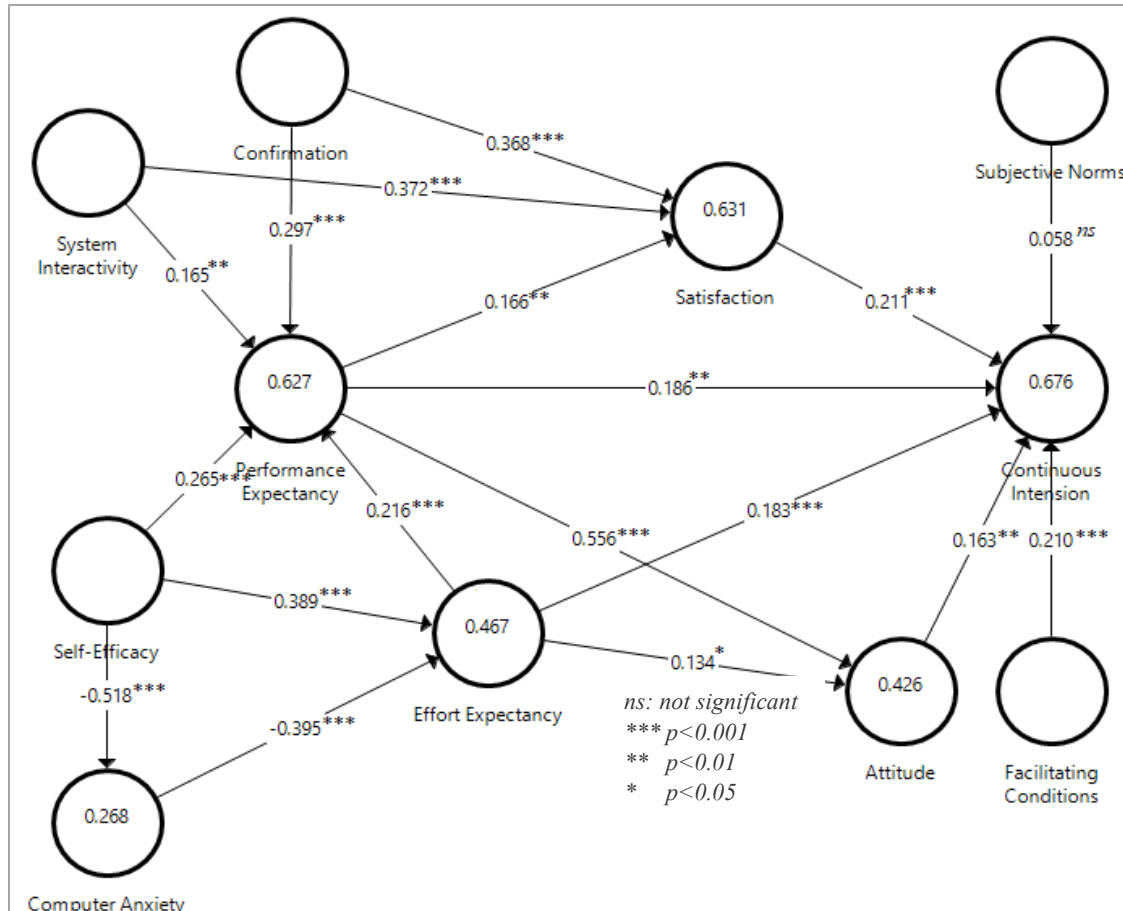 Confirmation
0.368***
System
Interactivity
0.372***
0.297***
0.165**
0.631
Satisfaction
Subjective Norms
0.058 ns
0.166**
0.211***
0.627
Performance
Expectancy
0.186**
0.676
Continuous
Intension
0.265***
0.216***
0.556***
0.183***
0.163**
0.210***
Self-Efficacy
0.389***
0.467
Effort Expectancy
0.134*
-0.518***
-0.395***
0.426
Attitude
Facilitating
Conditions
0.268
Computer Anxiety
ns: not significant
*** p<0.001
** p<0.01
* p<0.05